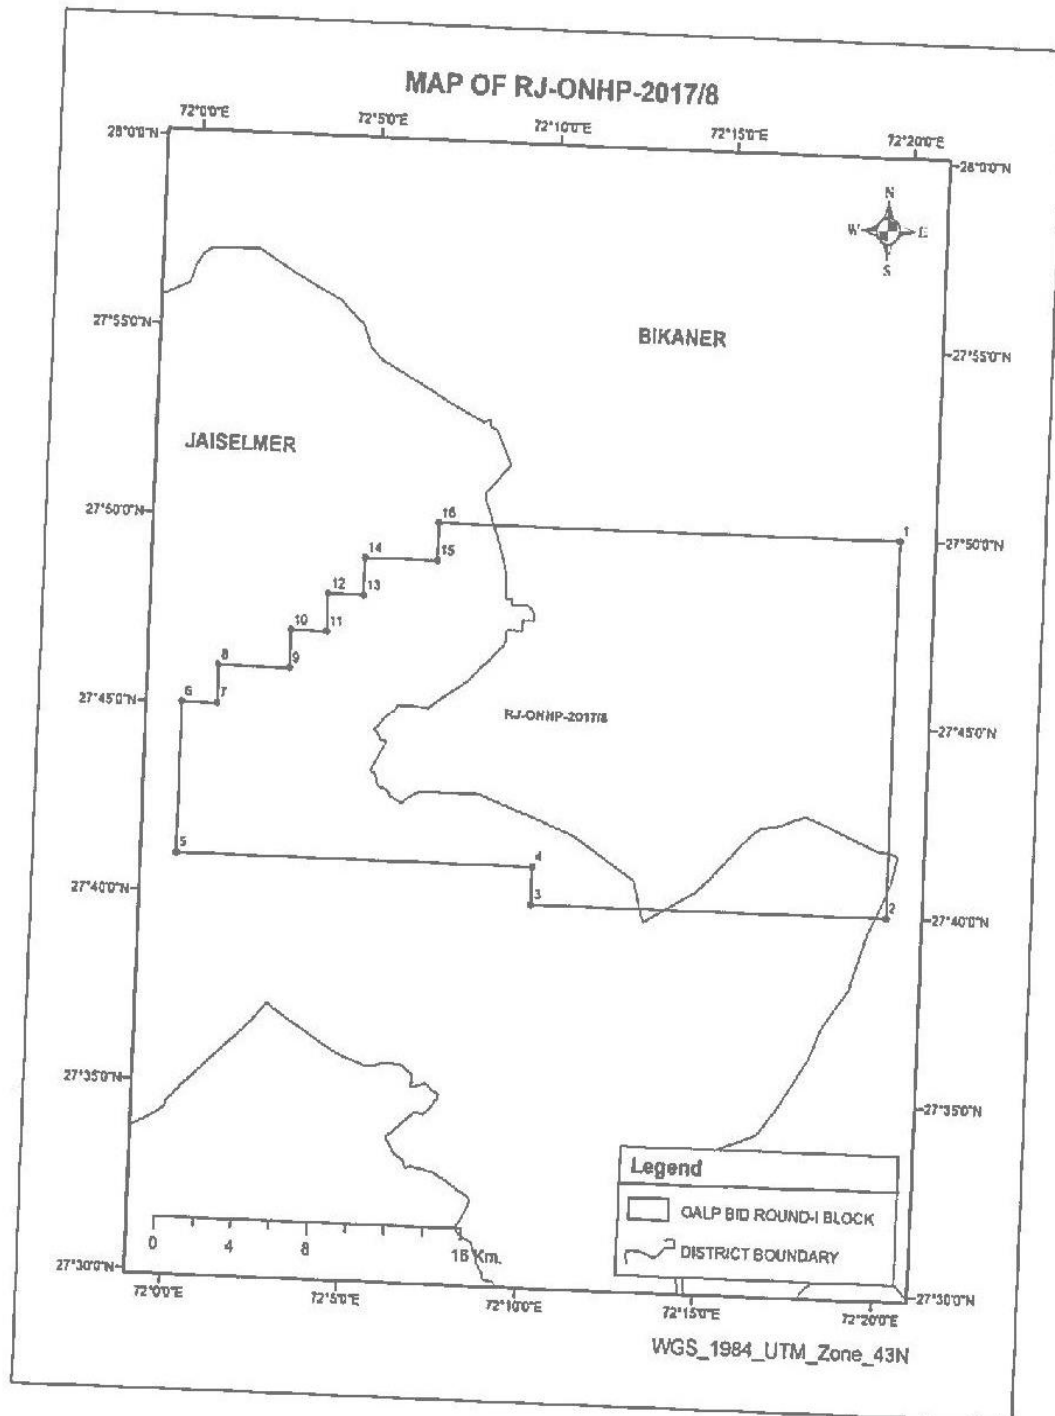 MAP OF RJ-ONHP-2017/8
72°0'0"E 72°5'0"E 72°10'0"E 72°15'0"E 72°20'0"E
28°0'0"N 28°0'0"N
N
W E
S
BIKANER
27°55'0"N 27°55'0"N
JAISELMER
27°50'0"N 27°50'0"N
16 1
14 15
12 13
10 11
8 9
6 7
27°45'0"N 27°45'0"N
RJ-ONHP-2017/8
5 4
3 2
27°40'0"N 27°40'0"N
27°35'0"N 27°35'0"N
Legend
OALP BID ROUND-I BLOCK
DISTRICT BOUNDARY
0 4 8 16 Km.
27°30'0"N 27°30'0"N
72°0'0"E 72°5'0"E 72°10'0"E 72°15'0"E 72°20'0"E
WGS_1984_UTM_Zone_43N